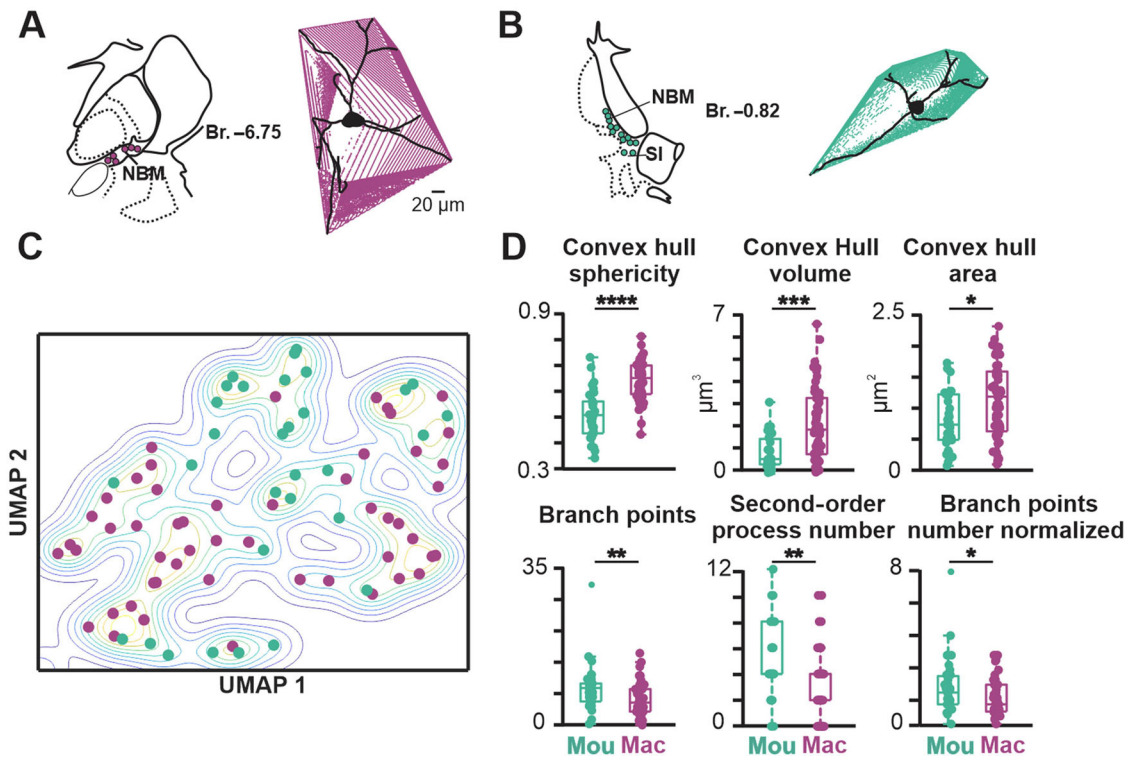 A
Br. –6.75
NBM
20 µm
B
NBM
Br. –0.82
SI
C
UMAP 2
UMAP 1
D
Convex hull
sphericity
****
0.9
0.3
Convex Hull
volume
***
7
µm³
0
Convex hull
area
*
2.5
µm²
0
Branch points
**
35
0
Mou Mac
Second-order
process number
**
12
0
Mou Mac
Branch points
number normalized
*
8
0
Mou Mac